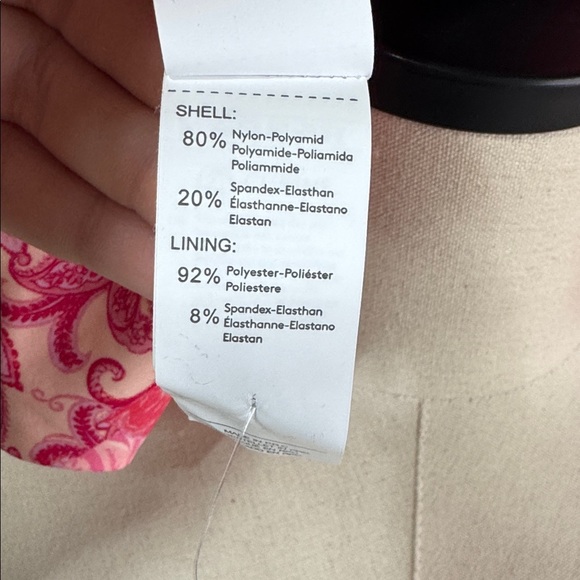 SHELL:
80% Nylon-Polyamid
Polyamide-Poliamida
Poliammide
20% Spandex-Elasthan
Élasthanne-Elastano
Elastan
LINING:
92% Polyester-Poliéster
Poliestere
8% Spandex-Elasthan
Élasthanne-Elastano
Elastan